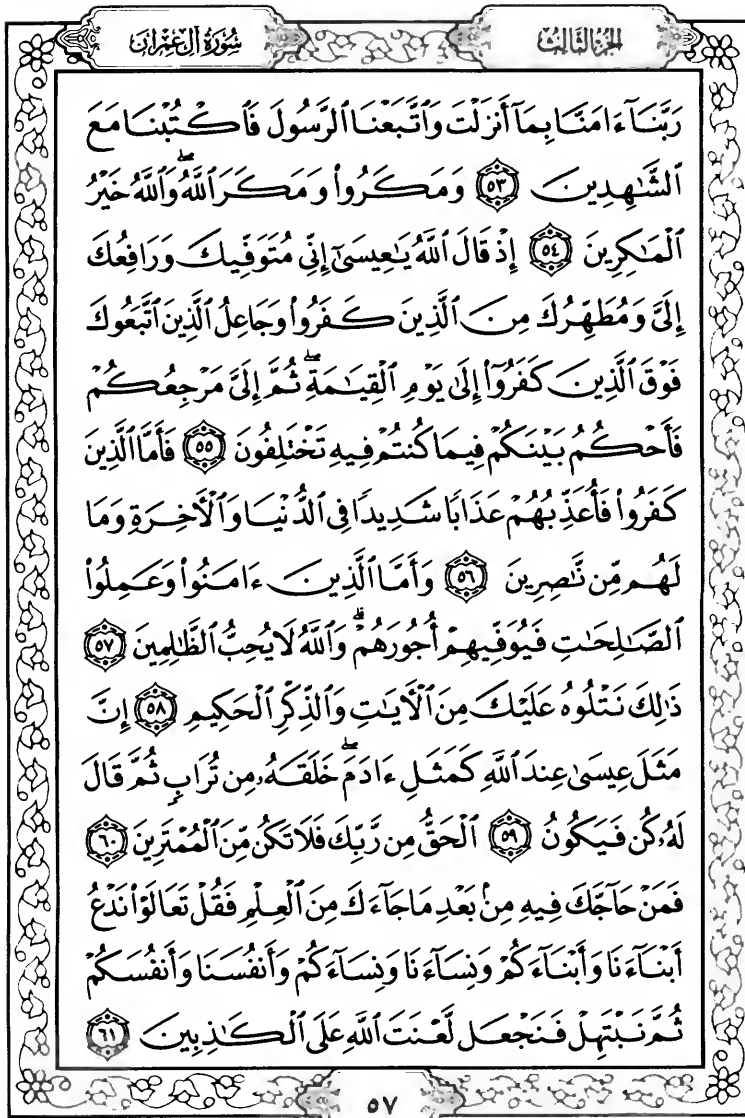 الجزء الثالث
سورة آل عمران
رَبَّنَآ ءَامَنَّا بِمَآ أَنزَلْتَ وَٱتَّبَعْنَا ٱلرَّسُولَ فَٱكْتُبْنَا مَعَ
ٱلشَّٰهِدِينَ ٥٣ وَمَكَرُوا۟ وَمَكَرَ ٱللَّهُۖ وَٱللَّهُ خَيْرُ
ٱلْمَٰكِرِينَ ٥٤ إِذْ قَالَ ٱللَّهُ يَٰعِيسَىٰٓ إِنِّى مُتَوَفِّيكَ وَرَافِعُكَ
إِلَىَّ وَمُطَهِّرُكَ مِنَ ٱلَّذِينَ كَفَرُوا۟ وَجَاعِلُ ٱلَّذِينَ ٱتَّبَعُوكَ
فَوْقَ ٱلَّذِينَ كَفَرُوٓا۟ إِلَىٰ يَوْمِ ٱلْقِيَٰمَةِۖ ثُمَّ إِلَىَّ مَرْجِعُكُمْ
فَأَحْكُمُ بَيْنَكُمْ فِيمَا كُنتُمْ فِيهِ تَخْتَلِفُونَ ٥٥ فَأَمَّا ٱلَّذِينَ
كَفَرُوا۟ فَأُعَذِّبُهُمْ عَذَابًا شَدِيدًا فِى ٱلدُّنْيَا وَٱلْءَاخِرَةِ وَمَا
لَهُم مِّن نَّٰصِرِينَ ٥٦ وَأَمَّا ٱلَّذِينَ ءَامَنُوا۟ وَعَمِلُوا۟
ٱلصَّٰلِحَٰتِ فَيُوَفِّيهِمْ أُجُورَهُمْۗ وَٱللَّهُ لَا يُحِبُّ ٱلظَّٰلِمِينَ ٥٧
ذَٰلِكَ نَتْلُوهُ عَلَيْكَ مِنَ ٱلْءَايَٰتِ وَٱلذِّكْرِ ٱلْحَكِيمِ ٥٨ إِنَّ
مَثَلَ عِيسَىٰ عِندَ ٱللَّهِ كَمَثَلِ ءَادَمَۖ خَلَقَهُۥ مِن تُرَابٍ ثُمَّ قَالَ
لَهُۥ كُن فَيَكُونُ ٥٩ ٱلْحَقُّ مِن رَّبِّكَ فَلَا تَكُن مِّنَ ٱلْمُمْتَرِينَ ٦٠
فَمَنْ حَآجَّكَ فِيهِ مِنۢ بَعْدِ مَا جَآءَكَ مِنَ ٱلْعِلْمِ فَقُلْ تَعَالَوْا۟ نَدْعُ
أَبْنَآءَنَا وَأَبْنَآءَكُمْ وَنِسَآءَنَا وَنِسَآءَكُمْ وَأَنفُسَنَا وَأَنفُسَكُمْ
ثُمَّ نَبْتَهِلْ فَنَجْعَل لَّعْنَتَ ٱللَّهِ عَلَى ٱلْكَٰذِبِينَ ٦١
٥٧